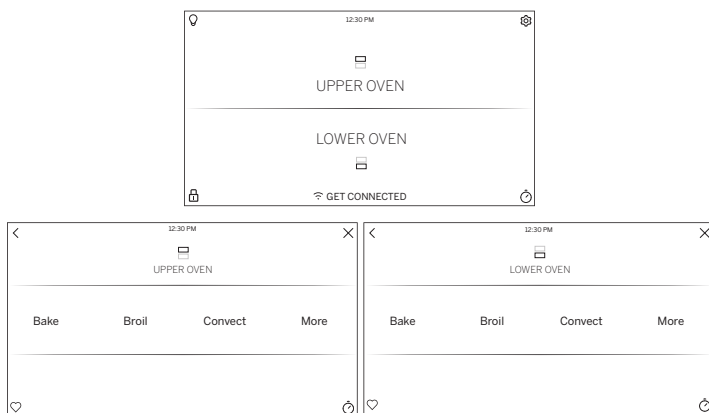 12:30 PM
UPPER OVEN
LOWER OVEN
GET CONNECTED
12:30 PM
UPPER OVEN
Bake Broil Convect More
12:30 PM
LOWER OVEN
Bake Broil Convect More